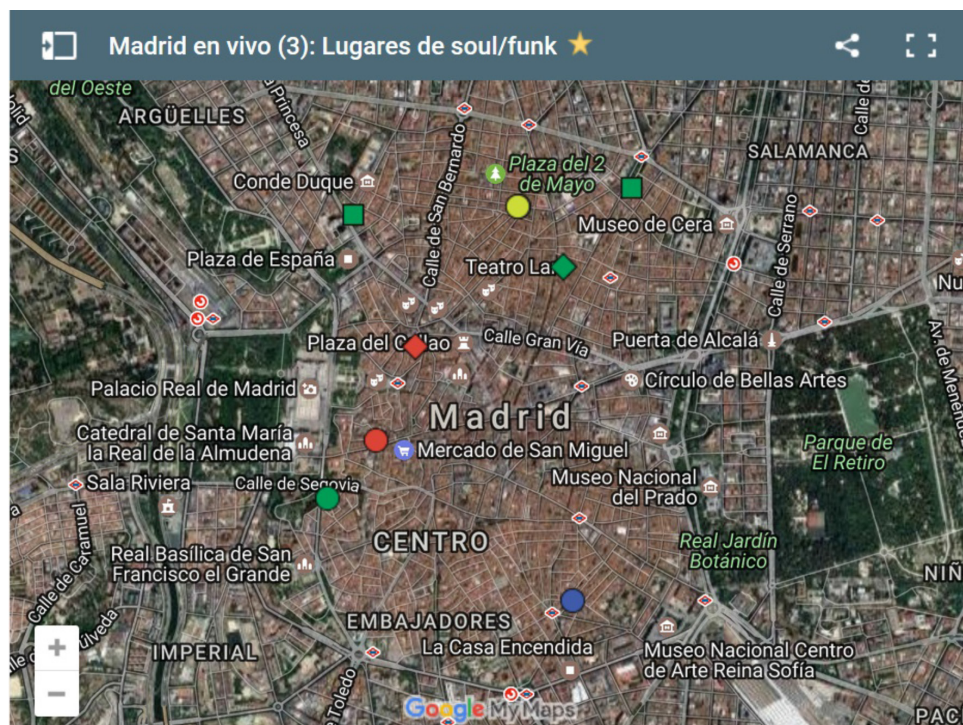 Madrid en vivo (3): Lugares de soul/funk
del Oeste
ARGÜELLES
Princesa
Calle de San Bernardo
Plaza del 2
de Mayo
SALAMANCA
Conde Duque
Museo de Cera
Calle de Serrano
Plaza de España
Teatro La
Plaza del Callao
Calle Gran Vía
Puerta de Alcalá
Nu
Av. de Menénde
Palacio Real de Madrid
Círculo de Bellas Artes
Madrid
Catedral de Santa María
la Real de la Almudena
Mercado de San Miguel
Parque de
El Retiro
Sala Riviera
Calle de Segovia
Museo Nacional
del Prado
Calle de Caramuel
CENTRO
Real Jardín
Botánico
Real Basílica de San
Francisco el Grande
NIÑ
EMBAJADORES
La Casa Encendida
IMPERIAL
Museo Nacional Centro
de Arte Reina Sofía
Toledo
PAC
Google My Maps